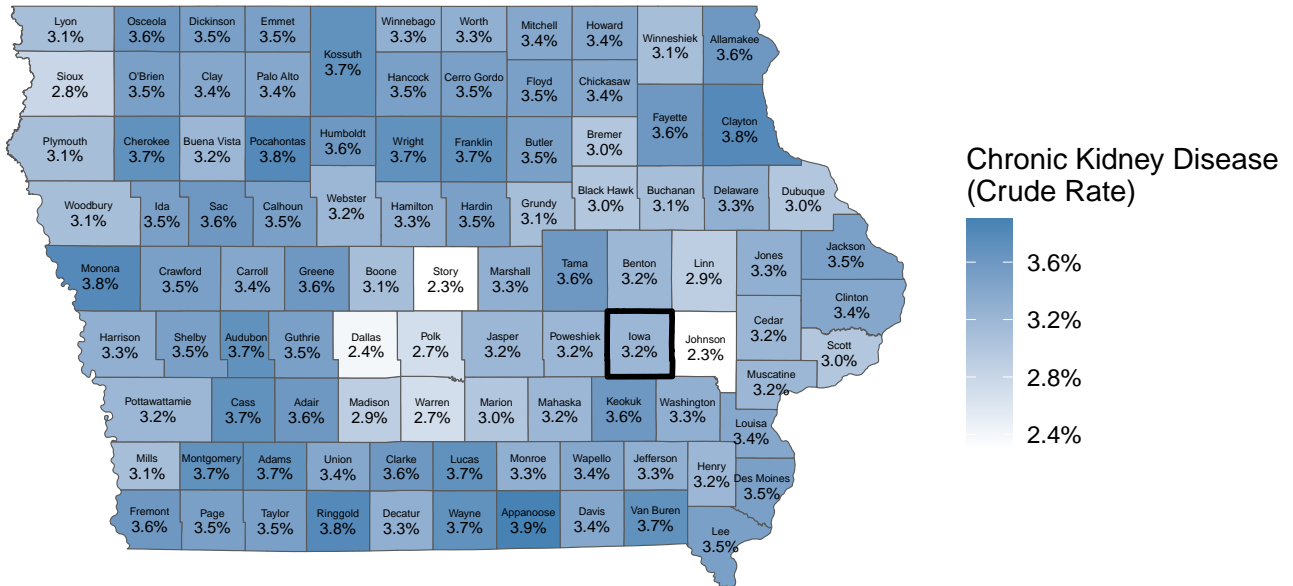 Lyon
3.1%
Osceola
3.6%
Dickinson
3.5%
Emmet
3.5%
Kossuth
3.7%
Winnebago
3.3%
Worth
3.3%
Mitchell
3.4%
Howard
3.4%
Winneshiek
3.1%
Allamakee
3.6%
Sioux
2.8%
O'Brien
3.5%
Clay
3.4%
Palo Alto
3.4%
Hancock
3.5%
Cerro Gordo
3.5%
Floyd
3.5%
Chickasaw
3.4%
Fayette
3.6%
Clayton
3.8%
Plymouth
3.1%
Cherokee
3.7%
Buena Vista
3.2%
Pocahontas
3.8%
Humboldt
3.6%
Wright
3.7%
Franklin
3.7%
Butler
3.5%
Bremer
3.0%
Woodbury
3.1%
Ida
3.5%
Sac
3.6%
Calhoun
3.5%
Webster
3.2%
Hamilton
3.3%
Hardin
3.5%
Grundy
3.1%
Black Hawk
3.0%
Buchanan
3.1%
Delaware
3.3%
Dubuque
3.0%
Monona
3.8%
Crawford
3.5%
Carroll
3.4%
Greene
3.6%
Boone
3.1%
Story
2.3%
Marshall
3.3%
Tama
3.6%
Benton
3.2%
Linn
2.9%
Jones
3.3%
Jackson
3.5%
Clinton
3.4%
Harrison
3.3%
Shelby
3.5%
Audubon
3.7%
Guthrie
3.5%
Dallas
2.4%
Polk
2.7%
Jasper
3.2%
Poweshiek
3.2%
Iowa
3.2%
Johnson
2.3%
Cedar
3.2%
Scott
3.0%
Muscatine
3.2%
Pottawattamie
3.2%
Cass
3.7%
Adair
3.6%
Madison
2.9%
Warren
2.7%
Marion
3.0%
Mahaska
3.2%
Keokuk
3.6%
Washington
3.3%
Louisa
3.4%
Mills
3.1%
Montgomery
3.7%
Adams
3.7%
Union
3.4%
Clarke
3.6%
Lucas
3.7%
Monroe
3.3%
Wapello
3.4%
Jefferson
3.3%
Henry
3.2%
Des Moines
3.5%
Fremont
3.6%
Page
3.5%
Taylor
3.5%
Ringgold
3.8%
Decatur
3.3%
Wayne
3.7%
Appanoose
3.9%
Davis
3.4%
Van Buren
3.7%
Lee
3.5%
Chronic Kidney Disease
(Crude Rate)
3.6%
3.2%
2.8%
2.4%